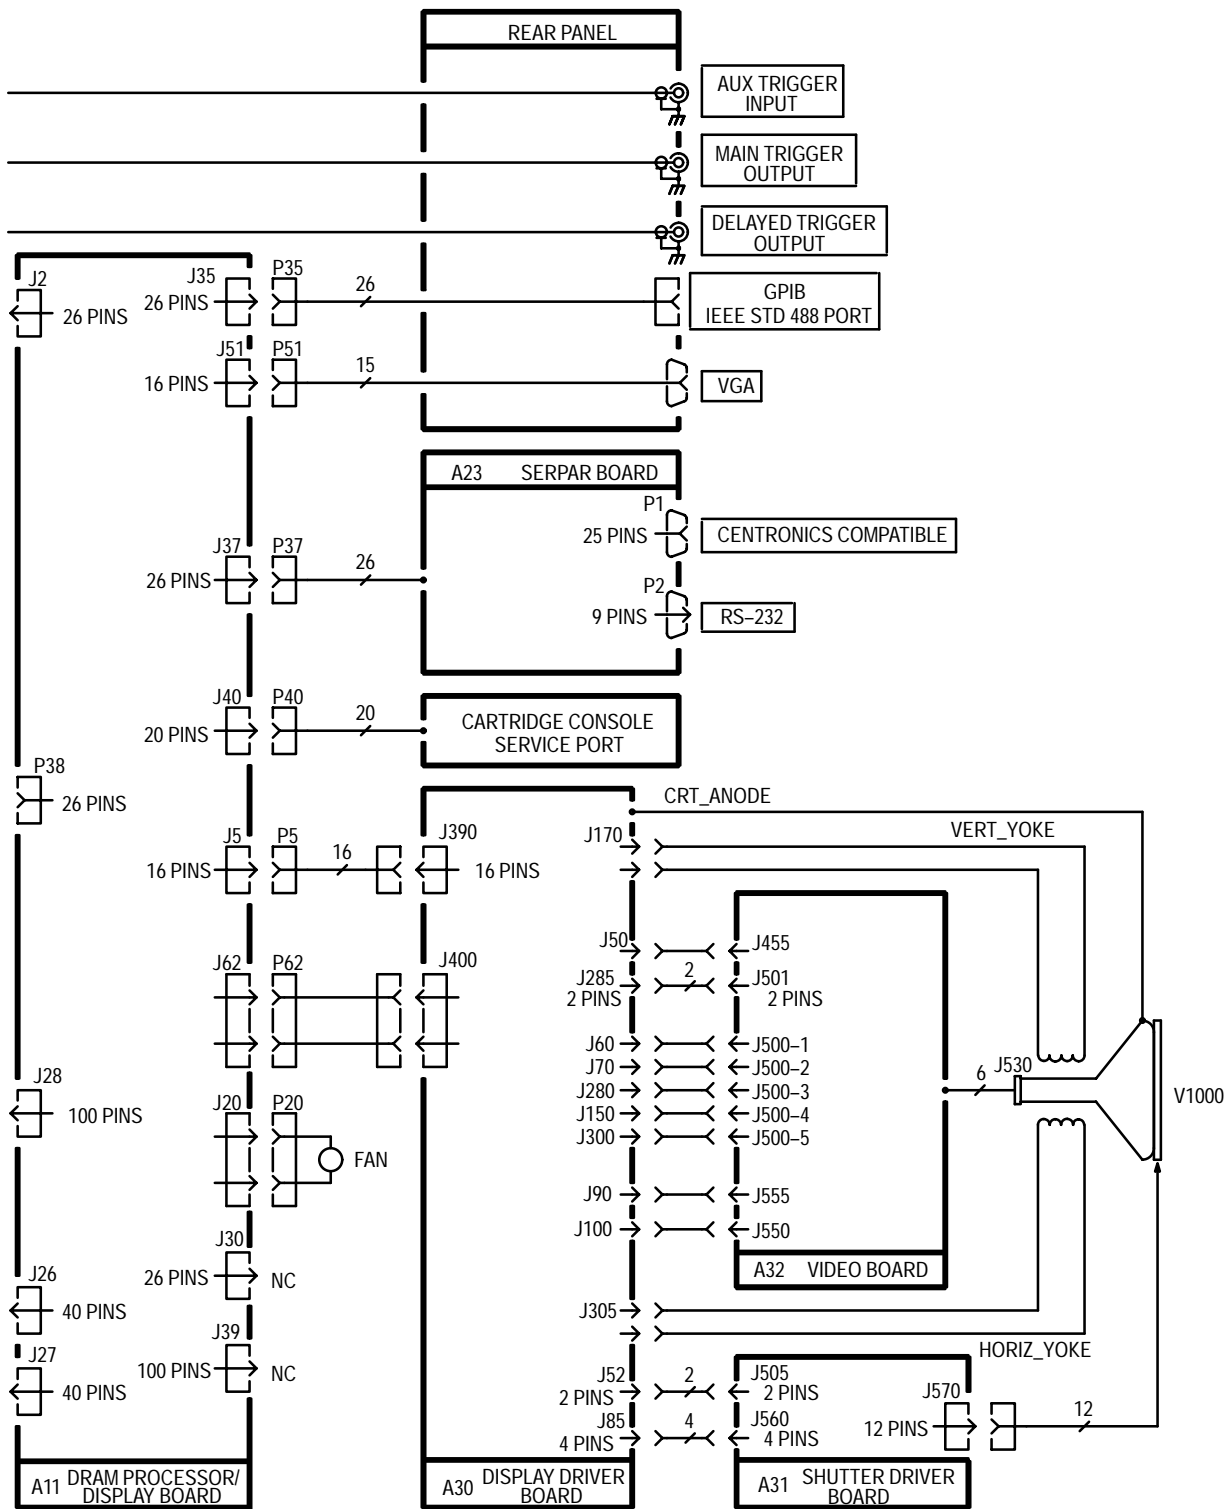 REAR PANEL
AUX TRIGGER
INPUT
MAIN TRIGGER
OUTPUT
DELAYED TRIGGER
OUTPUT
J2
26 PINS
J35
26 PINS
P35
26
GPIB
IEEE STD 488 PORT
J51
16 PINS
P51
15
VGA
A23 SERPAR BOARD
P1
25 PINS
CENTRONICS COMPATIBLE
J37
26 PINS
P37
26
P2
9 PINS
RS–232
J40
20 PINS
P40
20
CARTRIDGE CONSOLE
SERVICE PORT
P38
26 PINS
CRT_ANODE
VERT_YOKE
J5
16 PINS
P5
16
J390
16 PINS
J170
J50
J455
J62
P62
J400
J285
2 PINS
2
J501
2 PINS
J60
J500–1
J70
J500–2
J280
J500–3
J150
J500–4
J300
J500–5
6
J530
V1000
J28
100 PINS
J20
P20
FAN
J90
J555
J100
J550
A32 VIDEO BOARD
J30
26 PINS
NC
J26
40 PINS
J305
HORIZ_YOKE
J39
100 PINS
NC
J27
40 PINS
J52
2 PINS
2
J505
2 PINS
J85
4 PINS
4
J560
4 PINS
J570
12 PINS
12
A11 DRAM PROCESSOR/
DISPLAY BOARD
A30 DISPLAY DRIVER
BOARD
A31 SHUTTER DRIVER
BOARD